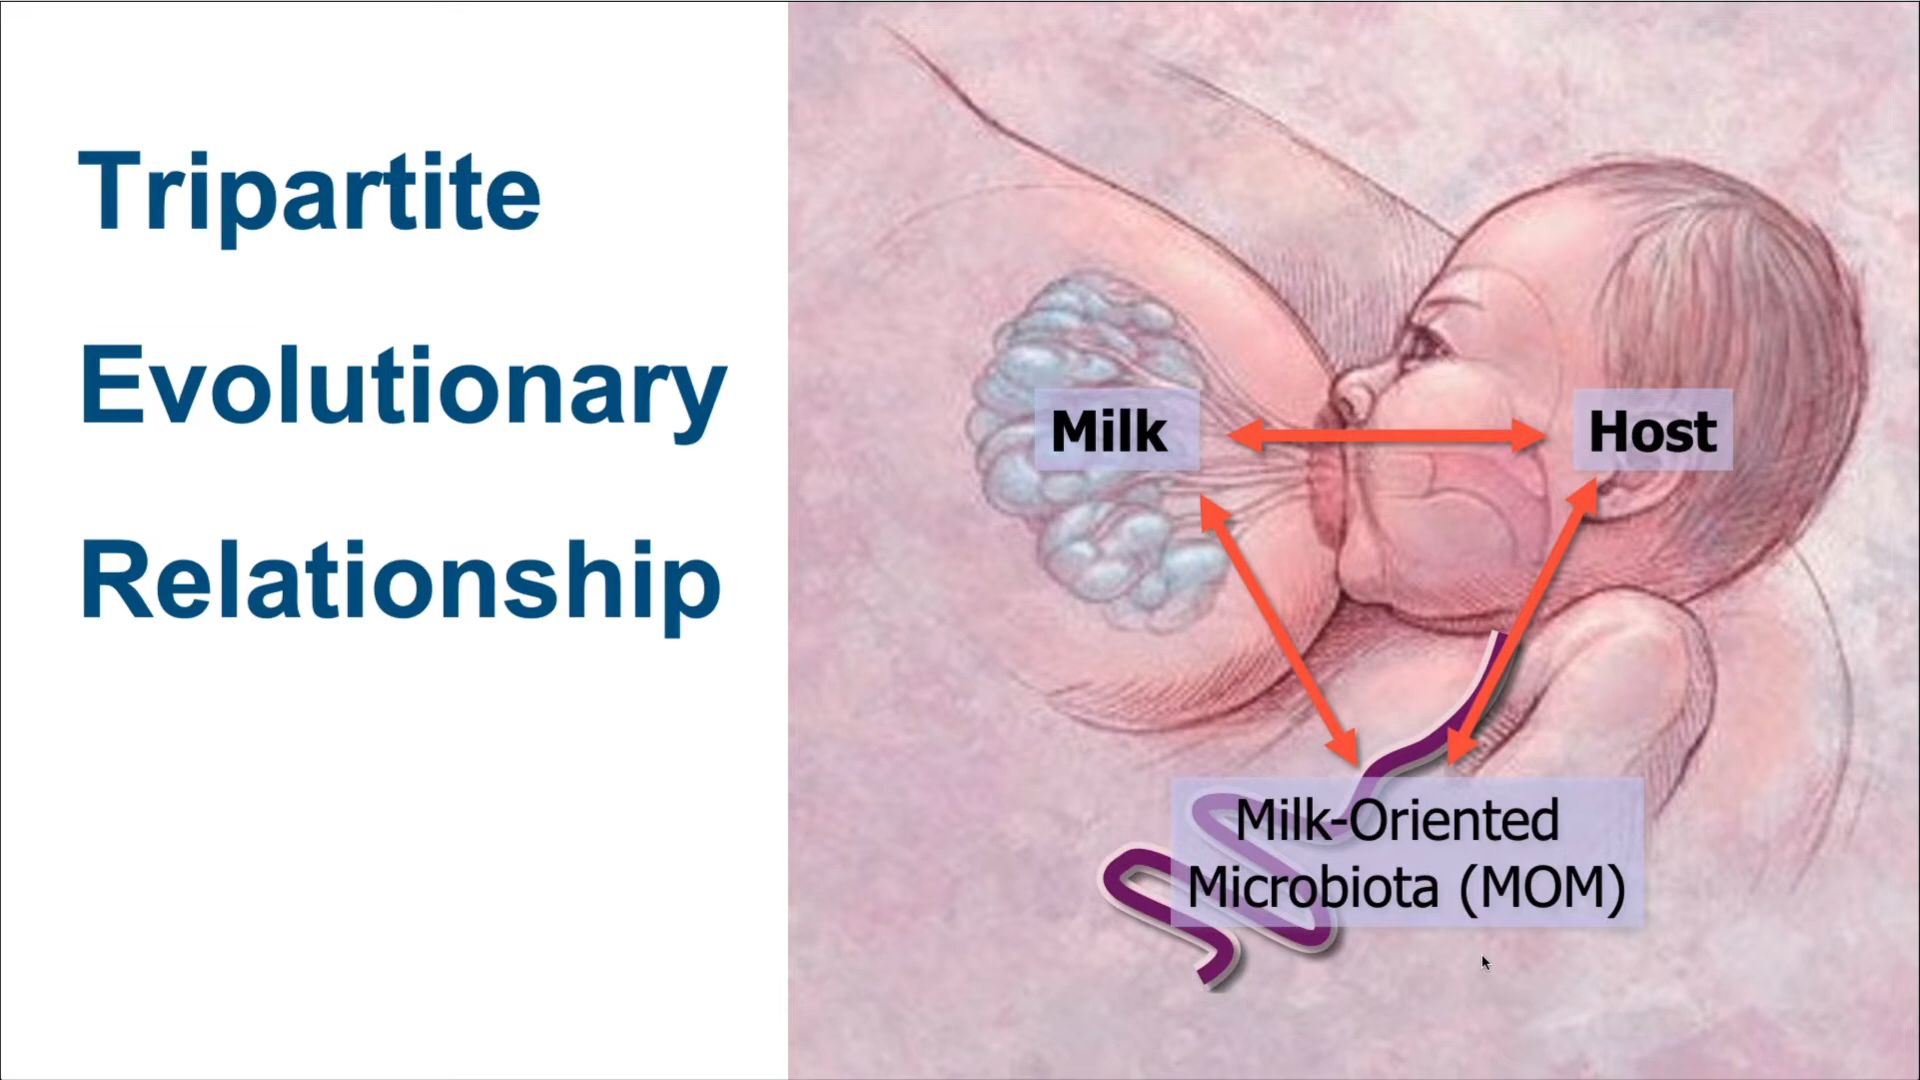 Tripartite
Evolutionary
Relationship
Milk
Host
Milk-Oriented
Microbiota (MOM)